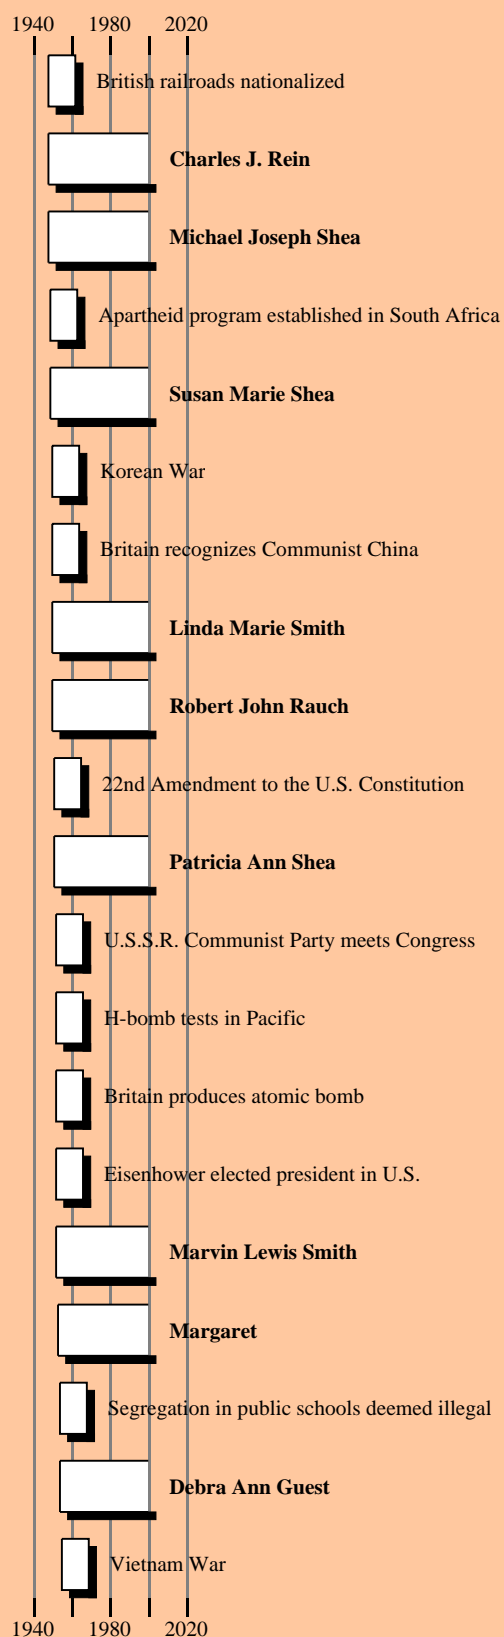 1940 1980 2020
British railroads nationalized
Charles J. Rein
Michael Joseph Shea
Apartheid program established in South Africa
Susan Marie Shea
Korean War
Britain recognizes Communist China
Linda Marie Smith
Robert John Rauch
22nd Amendment to the U.S. Constitution
Patricia Ann Shea
U.S.S.R. Communist Party meets Congress
H-bomb tests in Pacific
Britain produces atomic bomb
Eisenhower elected president in U.S.
Marvin Lewis Smith
Margaret
Segregation in public schools deemed illegal
Debra Ann Guest
Vietnam War
1940 1980 2020